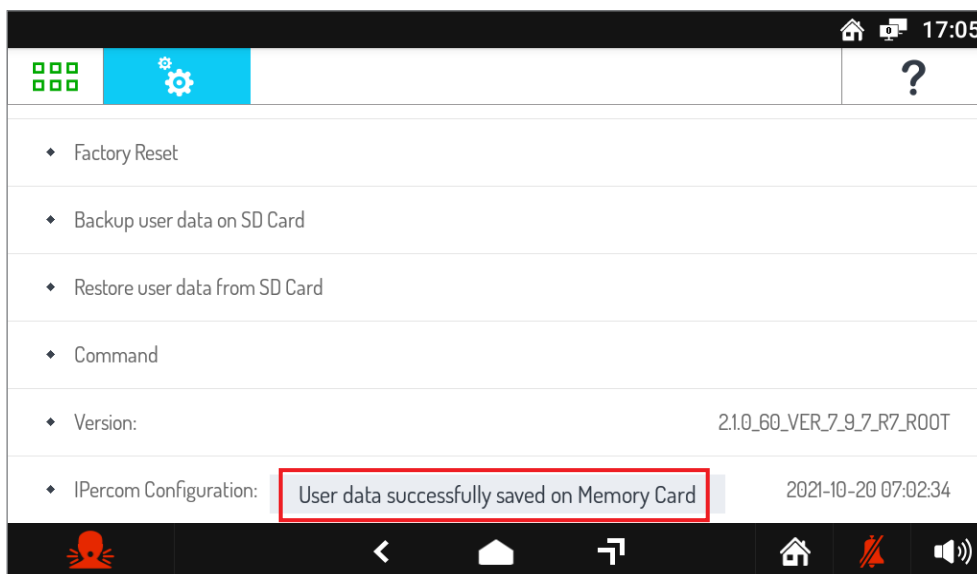 17:05
?
Factory Reset
Backup user data on SD Card
Restore user data from SD Card
Command
Version: 2.1.0_60_VER_7_9_7_R7_ROOT
IPercom Configuration: User data successfully saved on Memory Card 2021-10-20 07:02:34